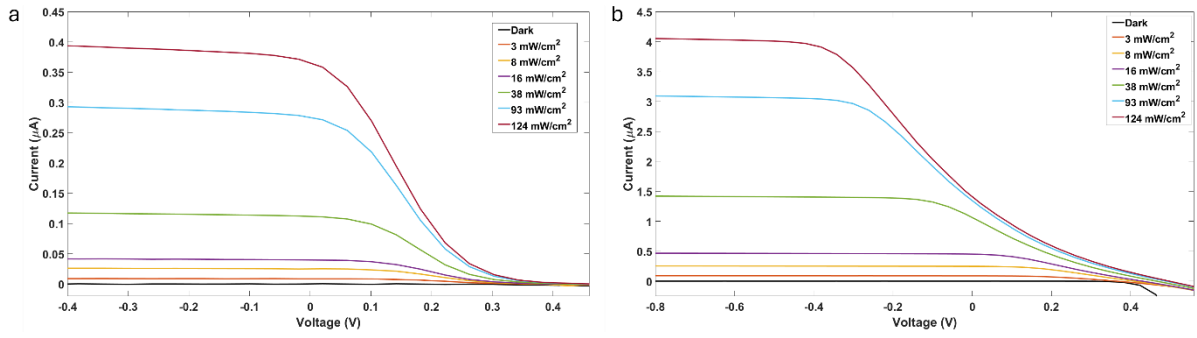 a
0.45
0.4
0.35
0.3
0.25
0.2
0.15
0.1
0.05
0
Current (μA)
-0.4
-0.3
-0.2
-0.1
0
0.1
0.2
0.3
0.4
Voltage (V)
Dark
3 mW/cm²
8 mW/cm²
16 mW/cm²
38 mW/cm²
93 mW/cm²
124 mW/cm²
b
4.5
4
3.5
3
2.5
2
1.5
1
0.5
0
Current (μA)
-0.8
-0.6
-0.4
-0.2
0
0.2
0.4
Voltage (V)
Dark
3 mW/cm²
8 mW/cm²
16 mW/cm²
38 mW/cm²
93 mW/cm²
124 mW/cm²